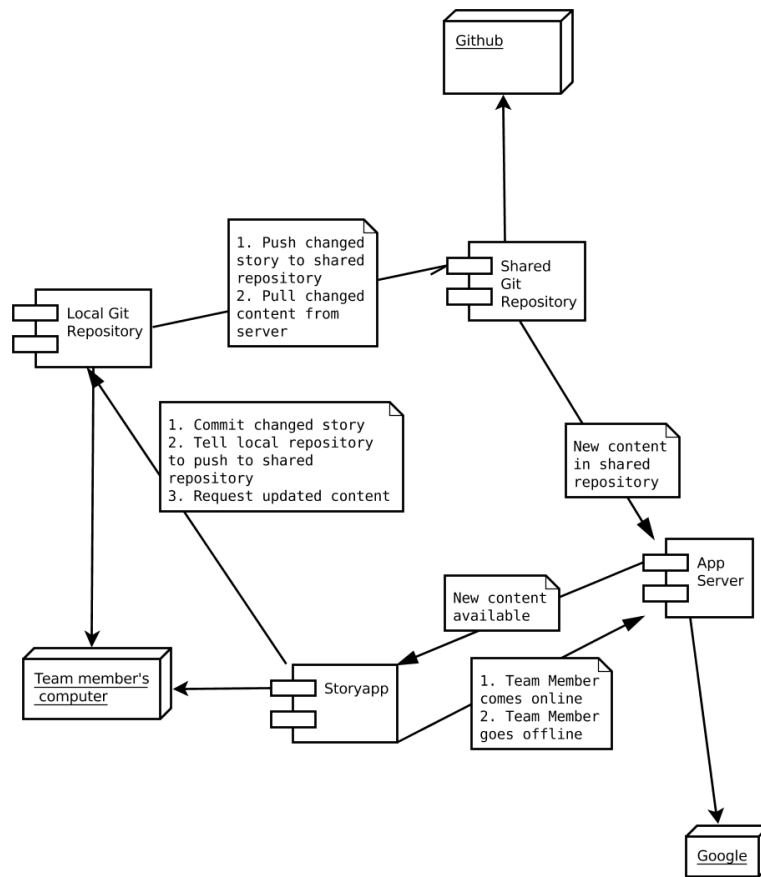 Github
1. Push changed
story to shared
repository
2. Pull changed
content from
server
Shared
Git
Repository
Local Git
Repository
1. Commit changed story
2. Tell local repository
to push to shared
repository
3. Request updated content
New content
in shared
repository
App
Server
New content
available
Team member's
computer
Storyapp
1. Team Member
comes online
2. Team Member
goes offline
Google